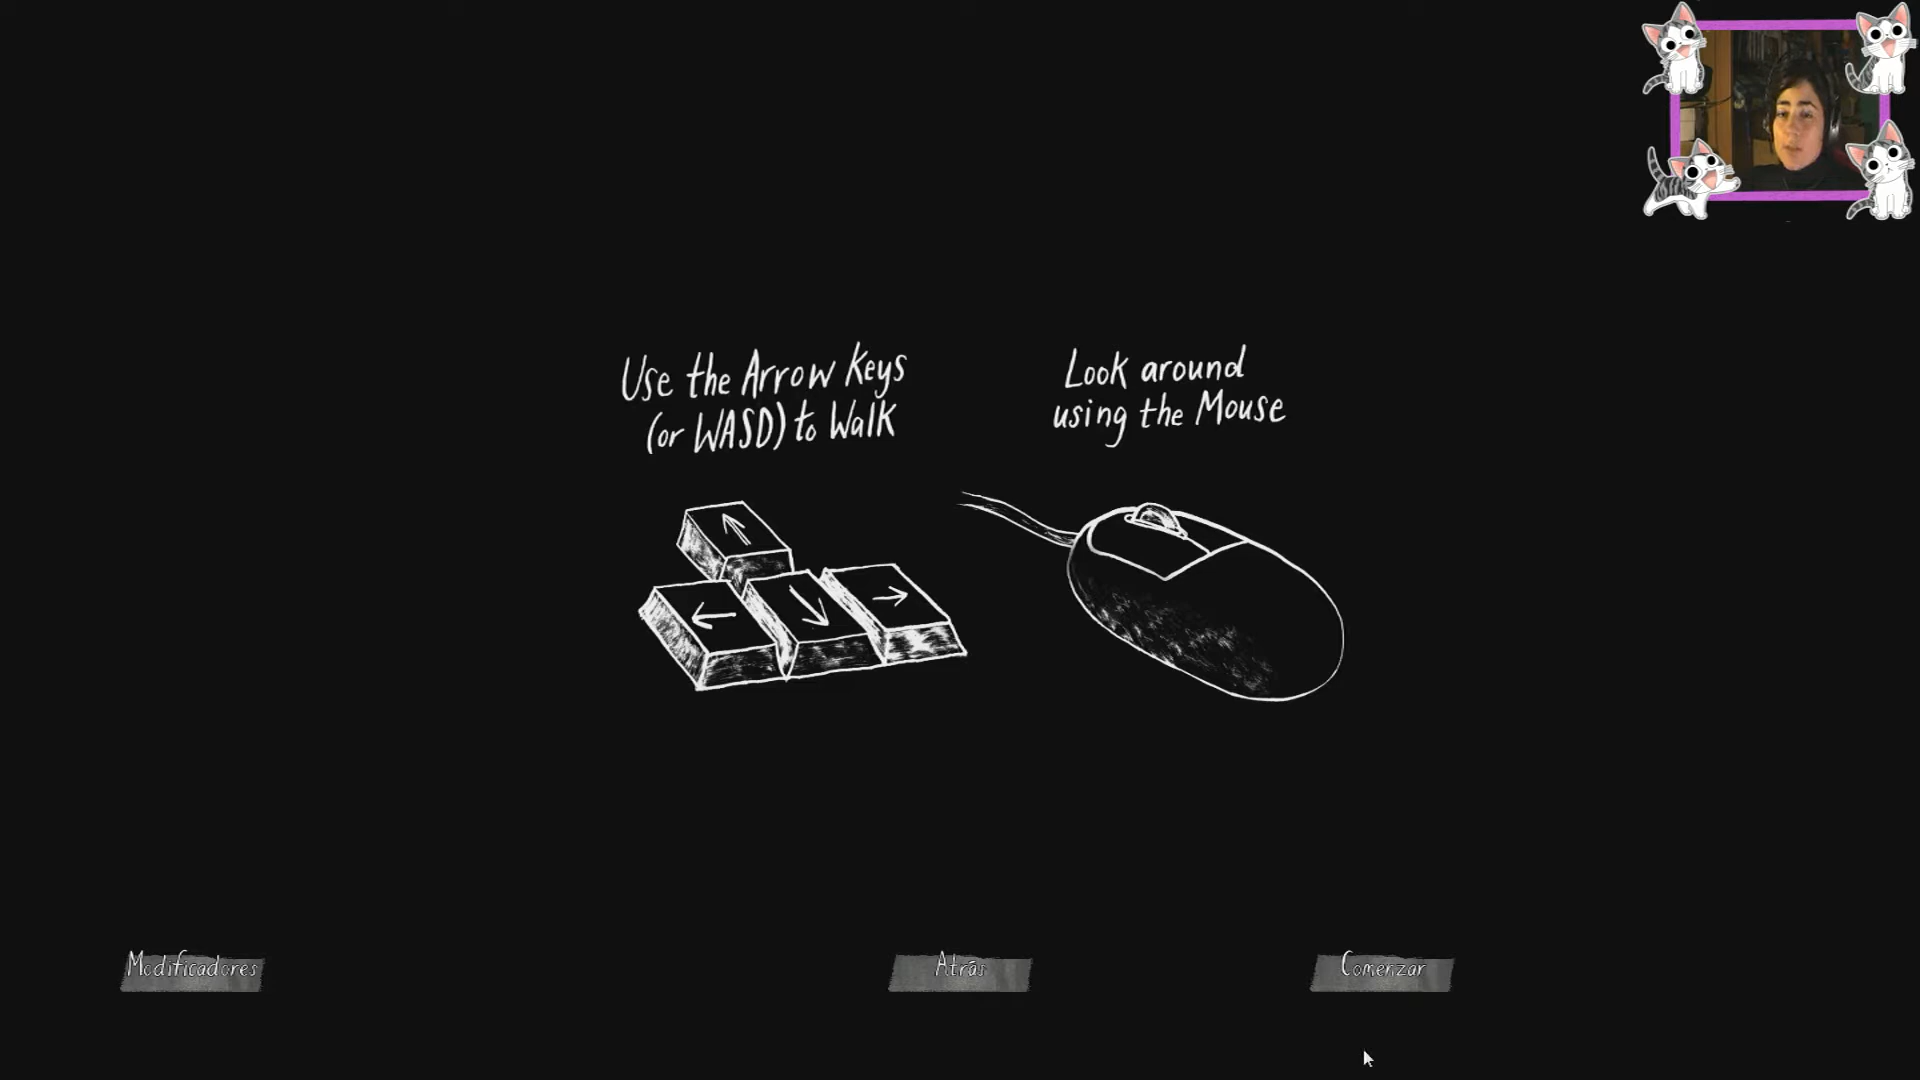 Use the Arrow Keys
(or WASD) to Walk
Look around
using the Mouse
Modificadores
Atrás
Comenzar